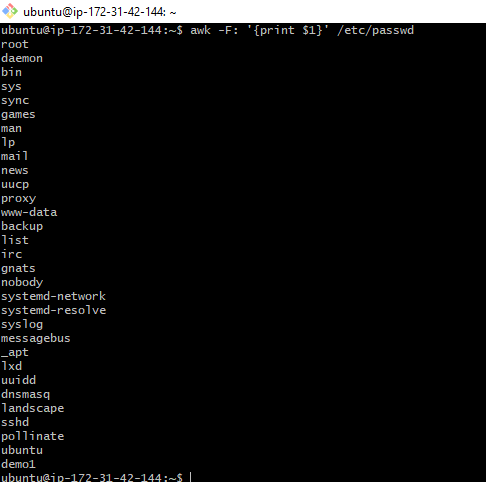 ubuntu@ip-172-31-42-144: ~
ubuntu@ip-172-31-42-144:~$ awk -F: '{print $1}' /etc/passwd
root
daemon
bin
sys
sync
games
man
lp
mail
news
uucp
proxy
www-data
backup
list
irc
gnats
nobody
systemd-network
systemd-resolve
syslog
messagebus
_apt
lxd
uuidd
dnsmasq
landscape
sshd
pollinate
ubuntu
demo1
ubuntu@ip-172-31-42-144:~$